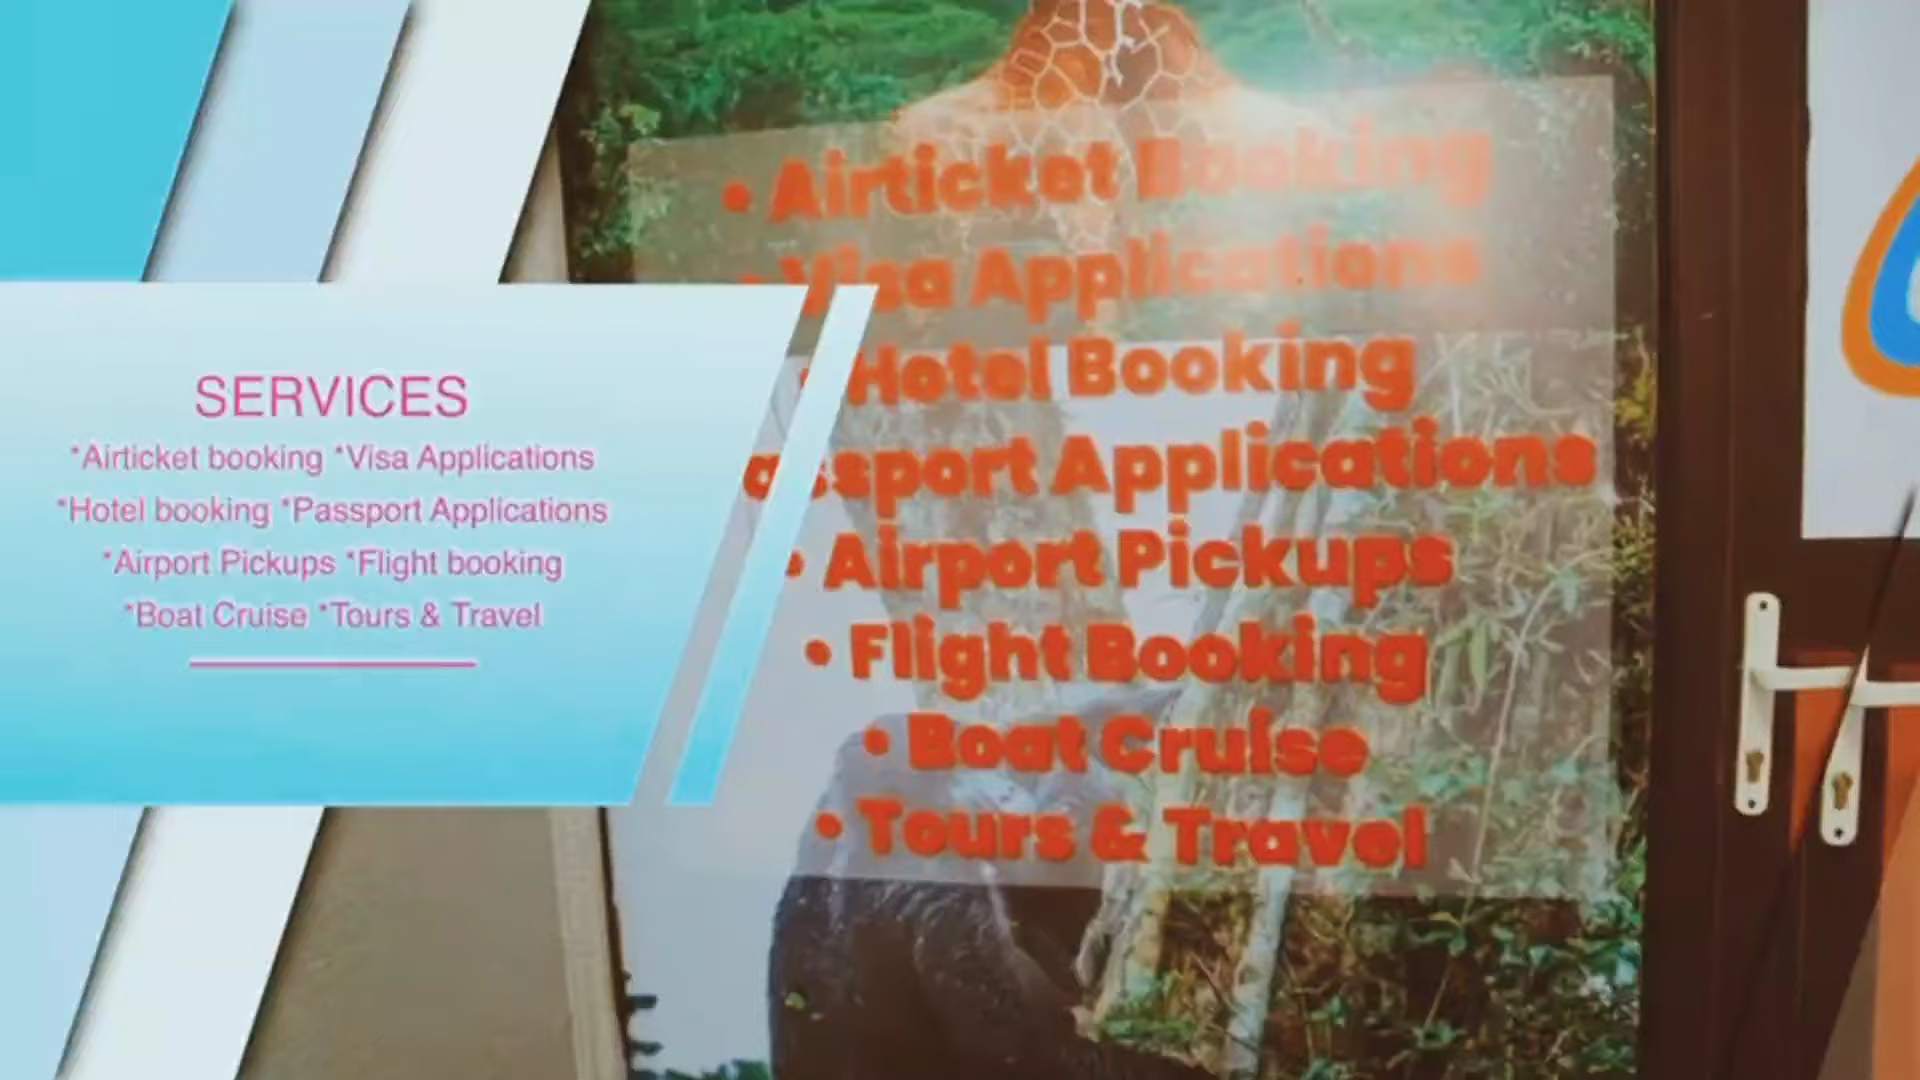 SERVICES
*Airticket booking *Visa Applications
*Hotel booking *Passport Applications
*Airport Pickups *Flight booking
*Boat Cruise *Tours & Travel
• Airticket Booking
• Visa Applications
• Hotel Booking
assport Applications
• Airport Pickups
• Flight Booking
• Boat Cruise
• Tours & Travel